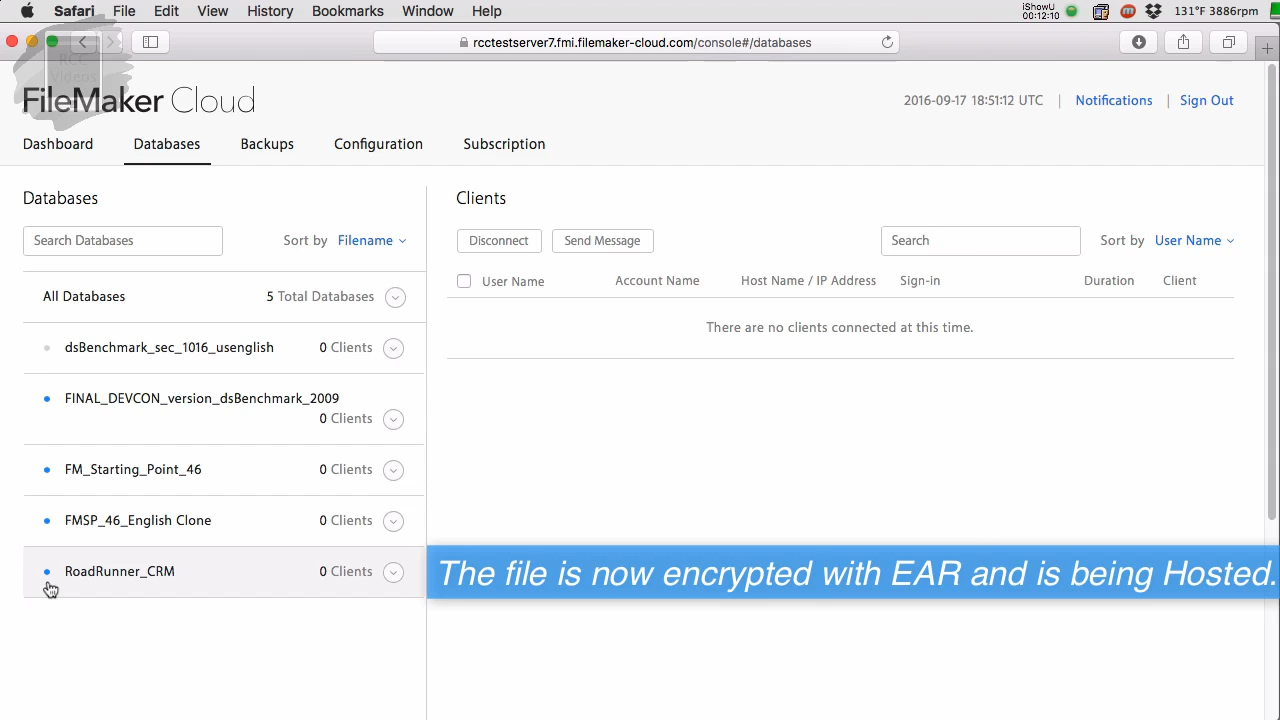 Safari File Edit View History Bookmarks Window Help
iShowU
00:12:10
131°F 3886rpm
rcctestserver7.fmi.filemaker-cloud.com/console#/databases
RCC
Videos
FileMaker Cloud
2016-09-17 18:51:12 UTC | Notifications | Sign Out
Dashboard Databases Backups Configuration Subscription
Databases
Search Databases
Sort by Filename
All Databases 5 Total Databases
dsBenchmark_sec_1016_usenglish 0 Clients
FINAL_DEVCON_version_dsBenchmark_2009
0 Clients
FM_Starting_Point_46 0 Clients
FMSP_46_English Clone 0 Clients
RoadRunner_CRM 0 Clients
Clients
Disconnect Send Message Search Sort by User Name
User Name Account Name Host Name / IP Address Sign-in Duration Client
There are no clients connected at this time.
The file is now encrypted with EAR and is being Hosted.